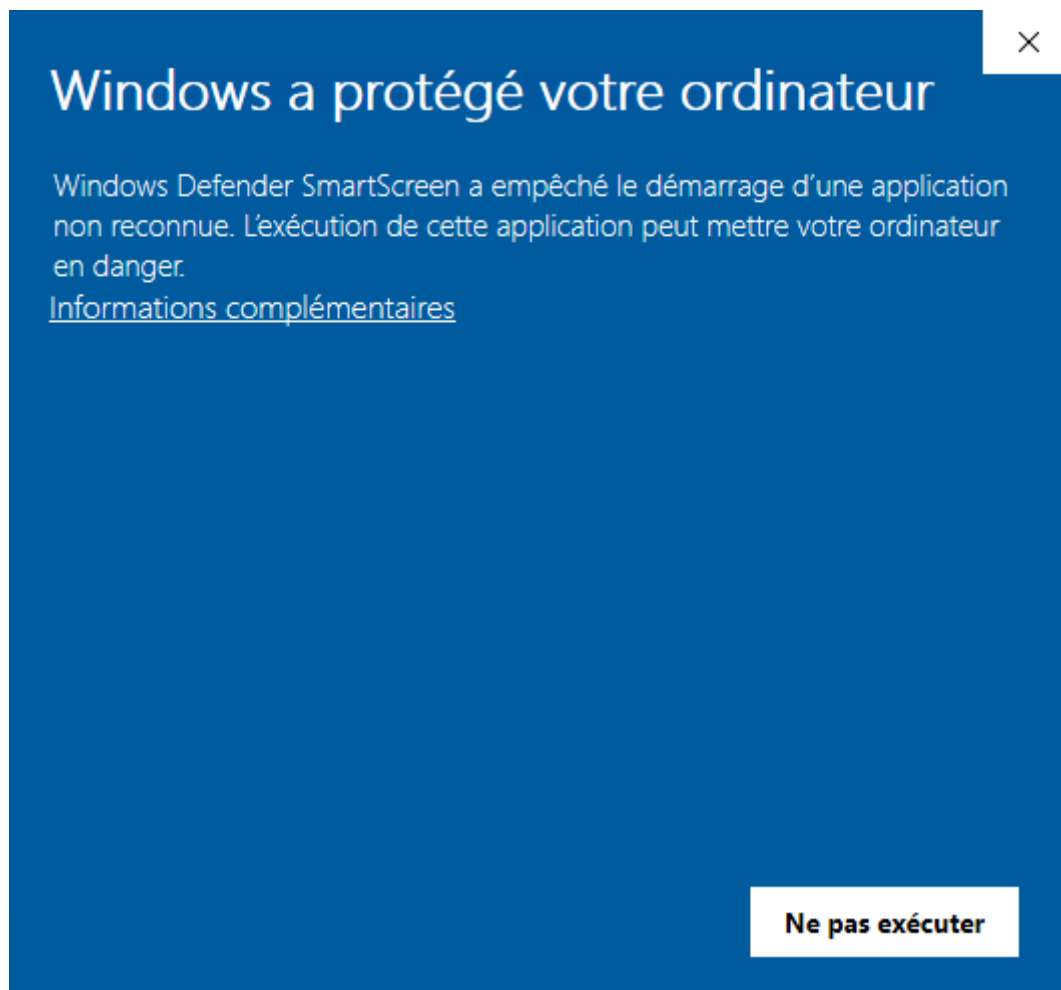 Windows a protégé votre ordinateur
Windows Defender SmartScreen a empêché le démarrage d’une application
non reconnue. L’exécution de cette application peut mettre votre ordinateur
en danger.
Informations complémentaires
Ne pas exécuter